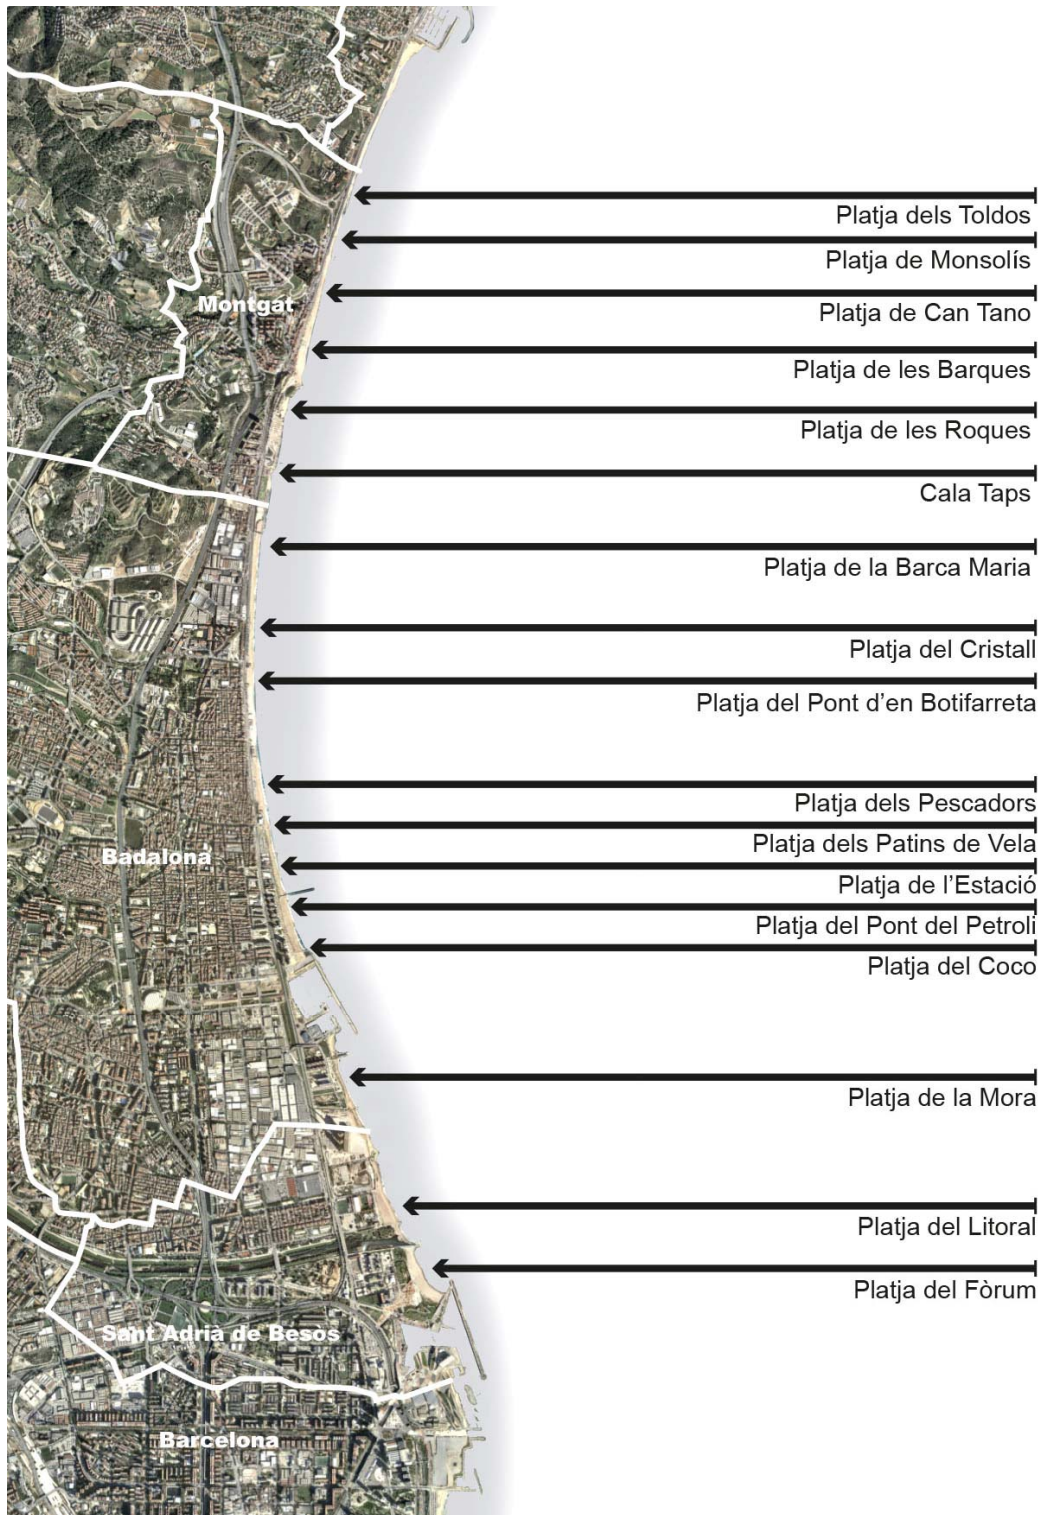 Platja dels Toldos
Platja de Monsolís
Montgat
Platja de Can Tano
Platja de les Barques
Platja de les Roques
Cala Taps
Platja de la Barca Maria
Platja del Cristall
Platja del Pont d’en Botifarreta
Platja dels Pescadors
Platja dels Patins de Vela
Badalona
Platja de l’Estació
Platja del Pont del Petroli
Platja del Coco
Platja de la Mora
Platja del Litoral
Platja del Fòrum
Sant Adrià de Besòs
Barcelona